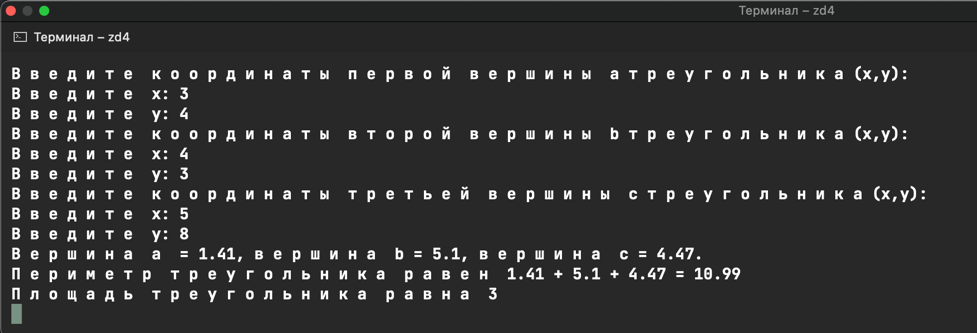 Терминал – zd4
Терминал – zd4
Введите координаты первой вершины aтреугольника(x,y):
Введите x: 3
Введите y: 4
Введите координаты второй вершины bтреугольника(x,y):
Введите x: 4
Введите y: 3
Введите координаты третьей вершины cтреугольника(x,y):
Введите x: 5
Введите y: 8
Вершина a = 1.41, вершина b = 5.1, вершина c = 4.47.
Периметр треугольника равен 1.41 + 5.1 + 4.47 = 10.99
Площадь треугольника равна 3